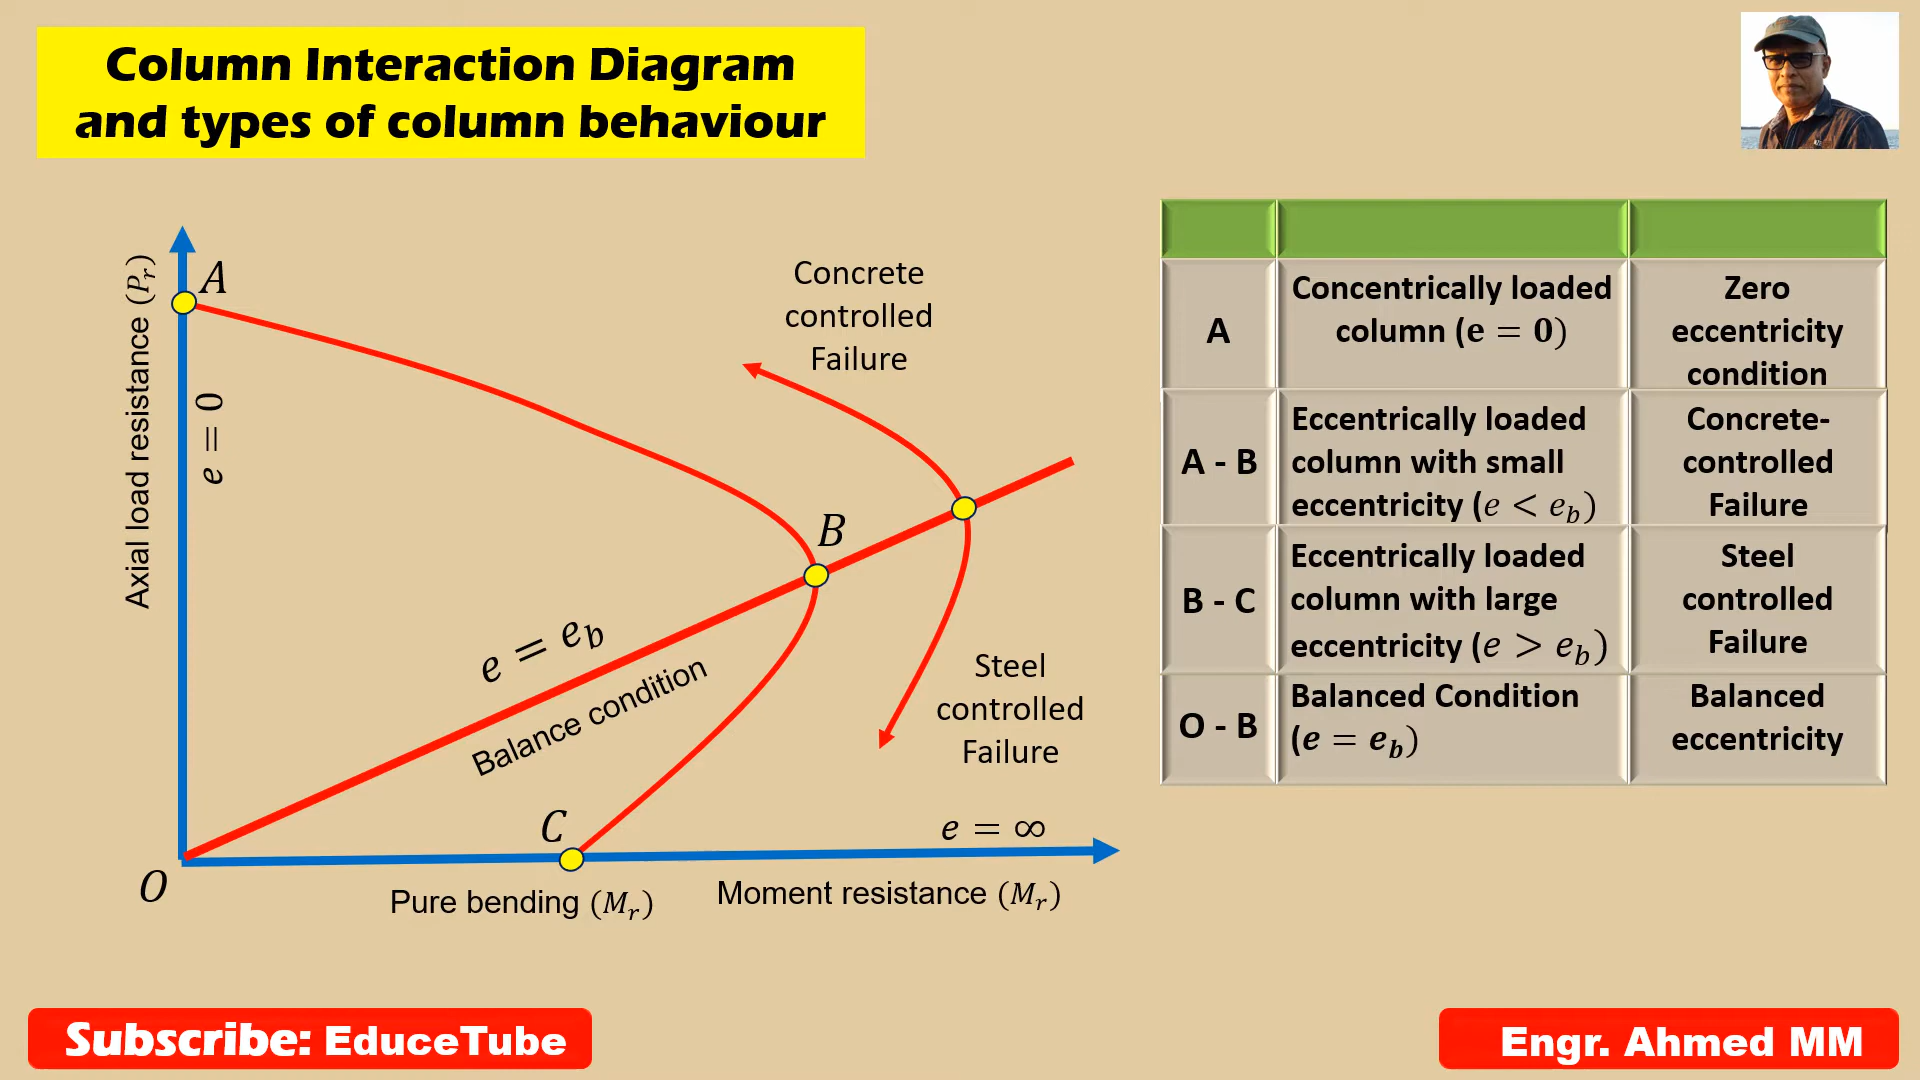 Column Interaction Diagram
and types of column behaviour
Axial load resistance (Pᵣ)
A
e = 0
Concrete
controlled
Failure
B
e = e_b
Balance condition
Steel
controlled
Failure
C
e = ∞
O
Pure bending (Mᵣ)
Moment resistance (Mᵣ)
A
Concentrically loaded
column (e = 0)
Zero
eccentricity
condition
A - B
Eccentrically loaded
column with small
eccentricity (e < e_b)
Concrete-
controlled
Failure
B - C
Eccentrically loaded
column with large
eccentricity (e > e_b)
Steel
controlled
Failure
O - B
Balanced Condition
(e = e_b)
Balanced
eccentricity
Subscribe: EduceTube
Engr. Ahmed MM